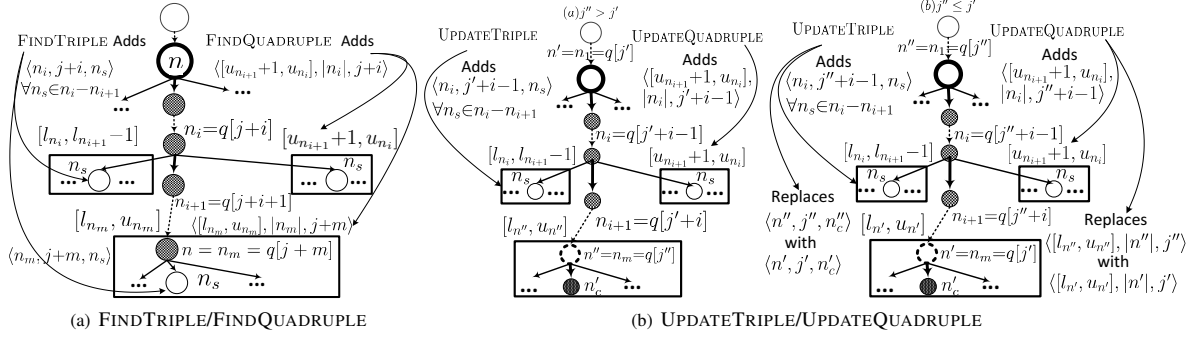 FINDTRIPLE Adds
⟨n_i, j+i, n_s⟩
∀n_s∈n_i−n_{i+1}
FINDQUADRUPLE Adds
⟨[u_{n_{i+1}}+1, u_{n_i}], |n_i|, j+i⟩
n
...
...
n_i=q[j+i]
[l_{n_i}, l_{n_{i+1}}−1]
[u_{n_{i+1}}+1, u_{n_i}]
n_s
... ...
n_s
... ...
n_{i+1}=q[j+i+1]
[l_{n_m}, u_{n_m}]
⟨[l_{n_m}, u_{n_m}], |n_m|, j+m⟩
⟨n_m, j+m, n_s⟩
n = n_m = q[j + m]
...
n_s
...
(a) FINDTRIPLE/FINDQUADRUPLE
(a) j'' > j'
UPDATETRIPLE
UPDATEQUADRUPLE
n'=n_1=q[j']
Adds
⟨n_i, j'+i−1, n_s⟩
∀n_s∈n_i−n_{i+1}
Adds
⟨[u_{n_{i+1}}+1, u_{n_i}],
|n_i|, j'+i−1⟩
...
...
n_i=q[j'+i−1]
[l_{n_i}, l_{n_{i+1}}−1]
[u_{n_{i+1}}+1, u_{n_i}]
n_s
... ...
n_s
... ...
n_{i+1}=q[j'+i]
[l_{n''}, u_{n''}]
n''=n_m=q[j'']
...
n'_c
...
(b) j'' ≤ j'
UPDATETRIPLE
UPDATEQUADRUPLE
n''=n_1=q[j'']
Adds
⟨n_i, j''+i−1, n_s⟩
∀n_s∈n_i−n_{i+1}
Adds
⟨[u_{n_{i+1}}+1, u_{n_i}],
|n_i|, j''+i−1⟩
...
...
n_i=q[j''+i−1]
[l_{n_i}, l_{n_{i+1}}−1]
[u_{n_{i+1}}+1, u_{n_i}]
n_s
... ...
n_s
... ...
n_{i+1}=q[j''+i]
Replaces
⟨n'', j'', n''_c⟩
with
⟨n', j', n'_c⟩
[l_{n'}, u_{n'}]
n'=n_m=q[j']
...
n'_c
...
Replaces
⟨[l_{n''}, u_{n''}], |n''|, j''⟩
with
⟨[l_{n'}, u_{n'}], |n'|, j'⟩
(b) UPDATETRIPLE/UPDATEQUADRUPLE